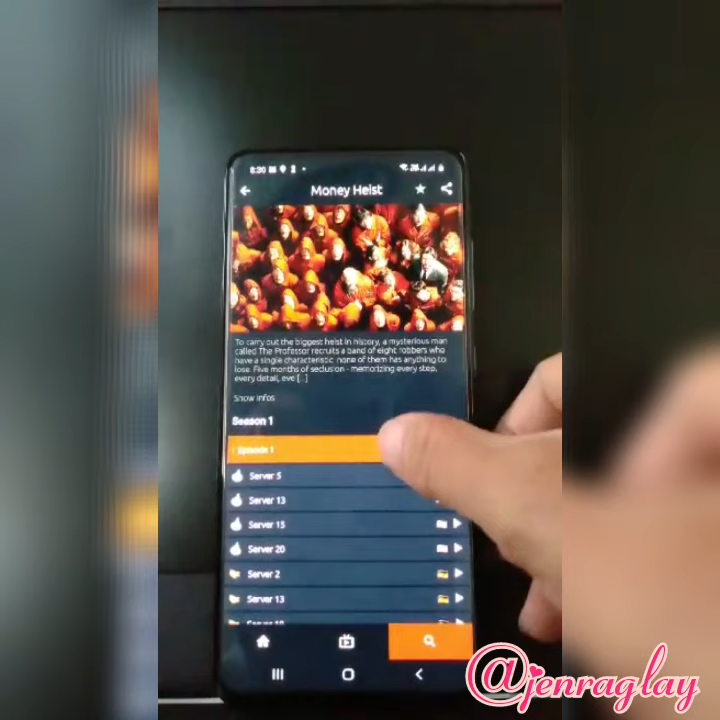 8:30
Money Heist
To carry out the biggest heist in history, a mysterious man
called The Professor recruits a band of eight robbers who
have a single characteristic: none of them has anything to
lose. Five months of seclusion - memorizing every step,
every detail, eve [...]
Show infos
Season 1
Episode 1
Server 5
Server 13
Server 15
Server 20
Server 2
Server 13
@jenraglay